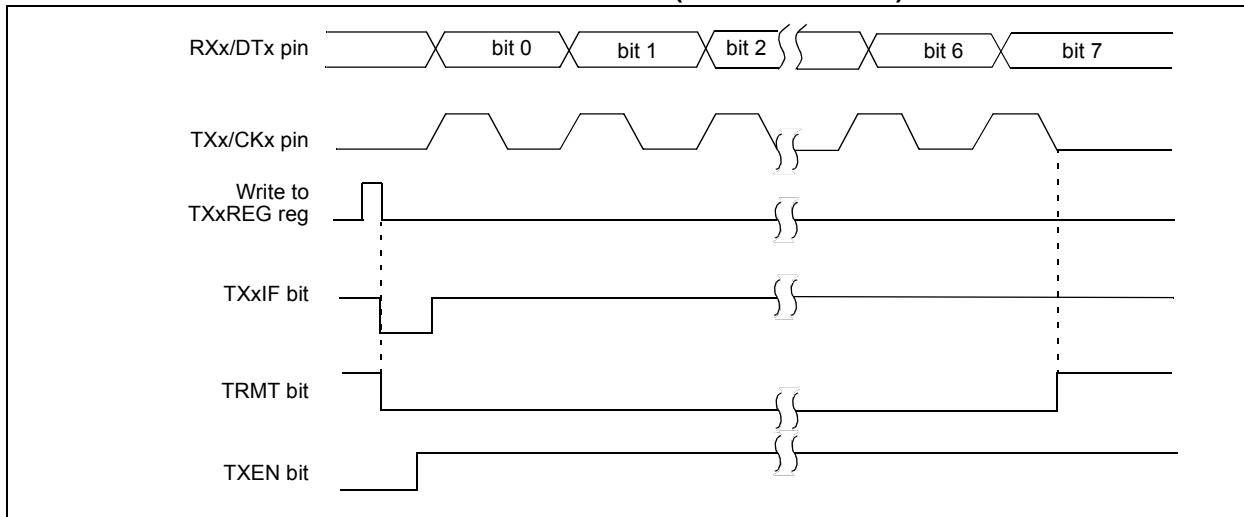 RXx/DTx pin
bit 0
bit 1
bit 2
bit 6
bit 7
TXx/CKx pin
Write to
TXxREG reg
TXxIF bit
TRMT bit
TXEN bit